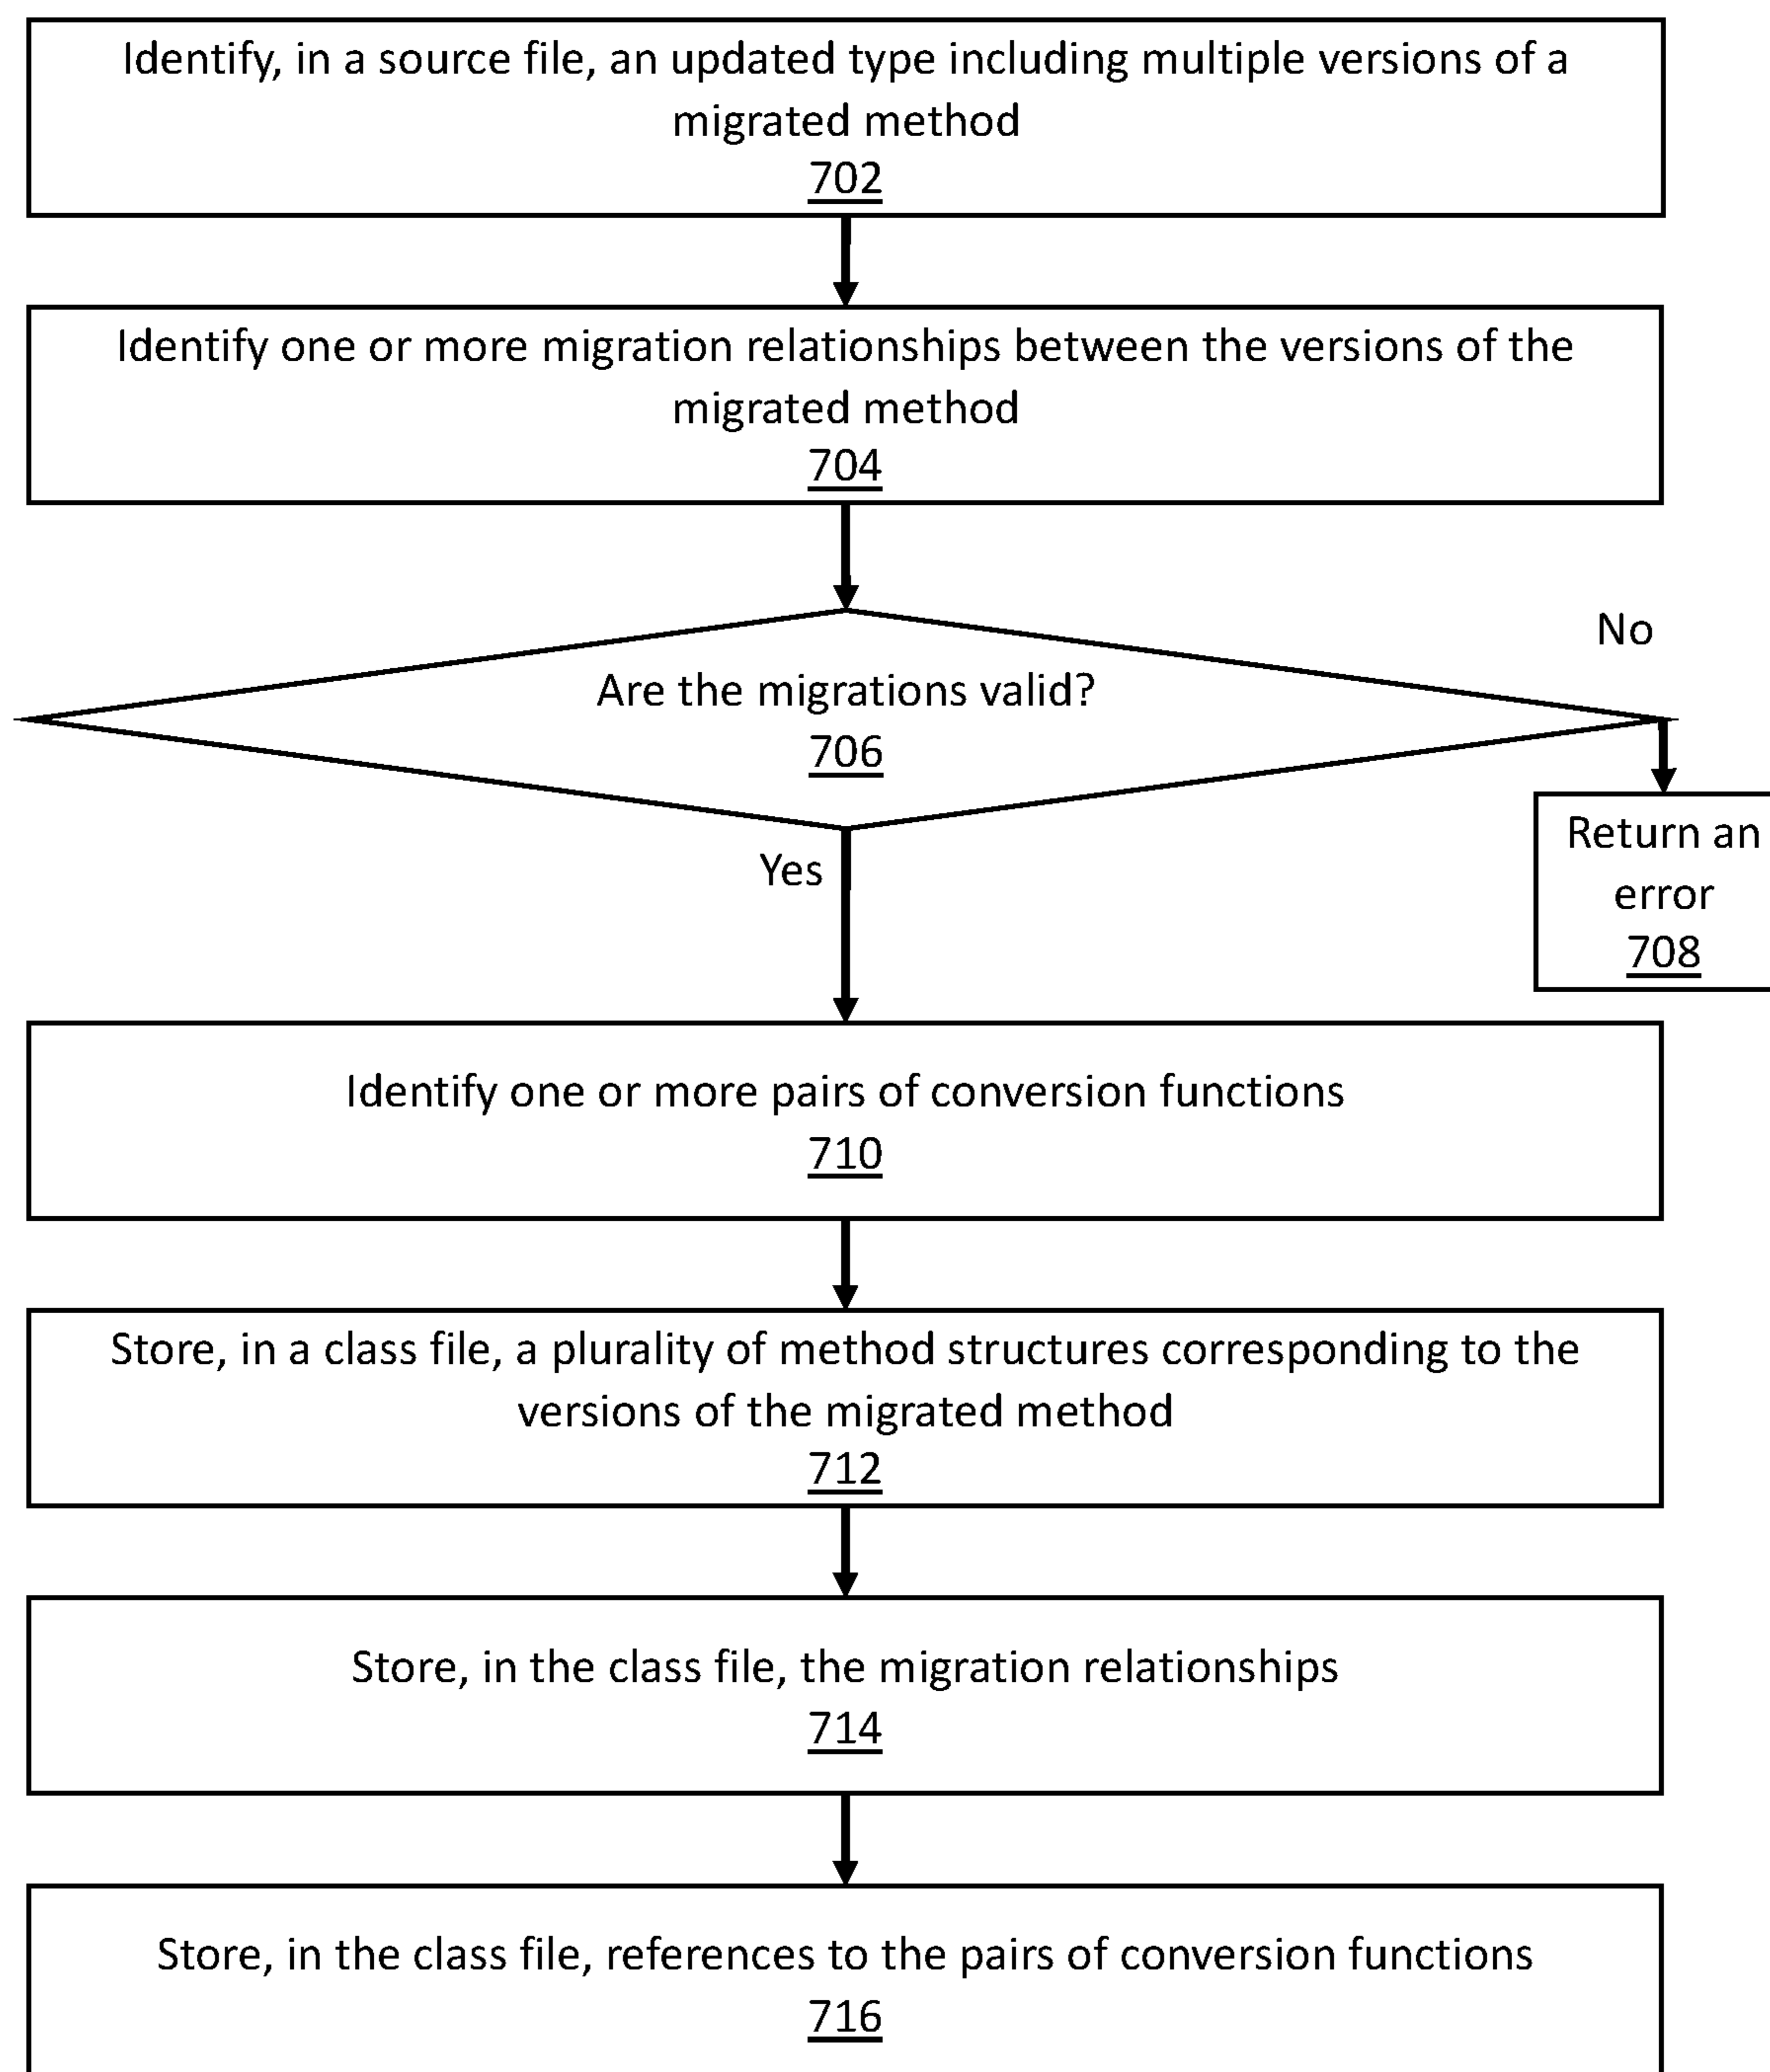 Identify, in a source file, an updated type including multiple versions of a
migrated method
702
Identify one or more migration relationships between the versions of the
migrated method
704
No
Are the migrations valid?
706
Return an
error
708
Yes
Identify one or more pairs of conversion functions
710
Store, in a class file, a plurality of method structures corresponding to the
versions of the migrated method
712
Store, in the class file, the migration relationships
714
Store, in the class file, references to the pairs of conversion functions
716